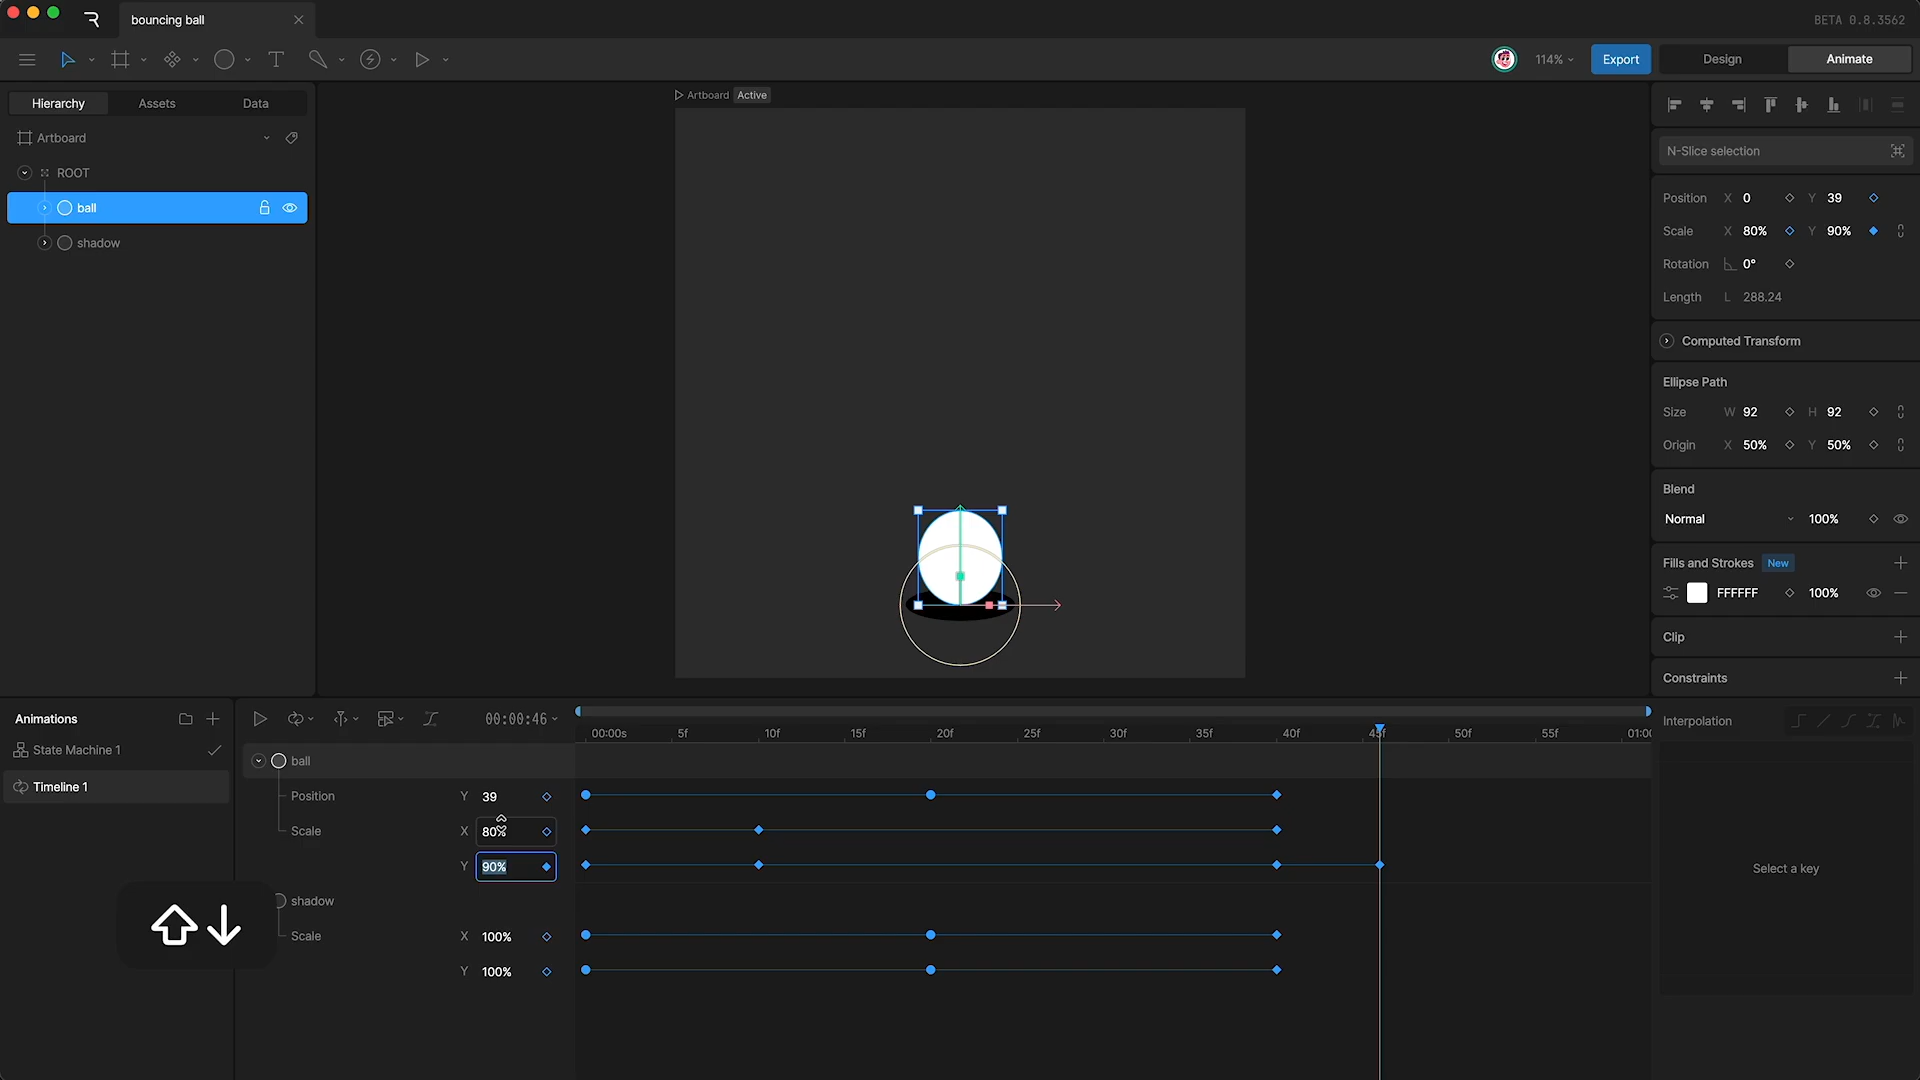 bouncing ball
BETA 0.8.3562
114%
Export
Design
Animate
Hierarchy
Assets
Data
Artboard
Active
Artboard
ROOT
ball
shadow
N-Slice selection
Position X 0 Y 39
Scale X 80% Y 90%
Rotation 0°
Length L 288.24
Computed Transform
Ellipse Path
Size W 92 H 92
Origin X 50% Y 50%
Blend
Normal 100%
Fills and Strokes New
FFFFFF 100%
Clip
Constraints
Animations
00:00:46
Interpolation
00:00s 5f 10f 15f 20f 25f 30f 35f 40f 45f 50f 55f 01:00
State Machine 1
Timeline 1
ball
Position Y 39
Scale X 80%
Y 90%
shadow
Scale X 100%
Y 100%
Select a key